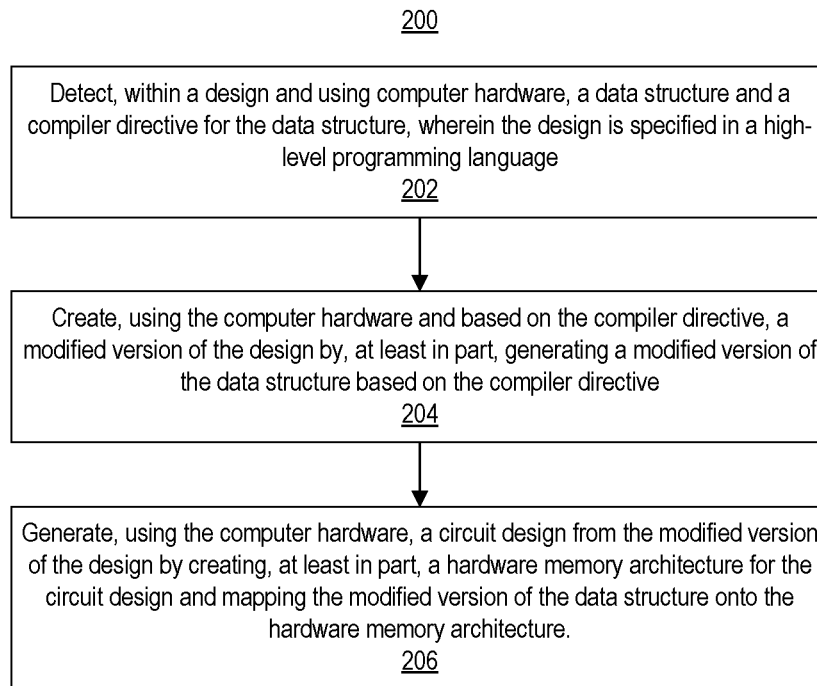 200
Detect, within a design and using computer hardware, a data structure and a
compiler directive for the data structure, wherein the design is specified in a high-
level programming language
202
Create, using the computer hardware and based on the compiler directive, a
modified version of the design by, at least in part, generating a modified version of
the data structure based on the compiler directive
204
Generate, using the computer hardware, a circuit design from the modified version
of the design by creating, at least in part, a hardware memory architecture for the
circuit design and mapping the modified version of the data structure onto the
hardware memory architecture.
206